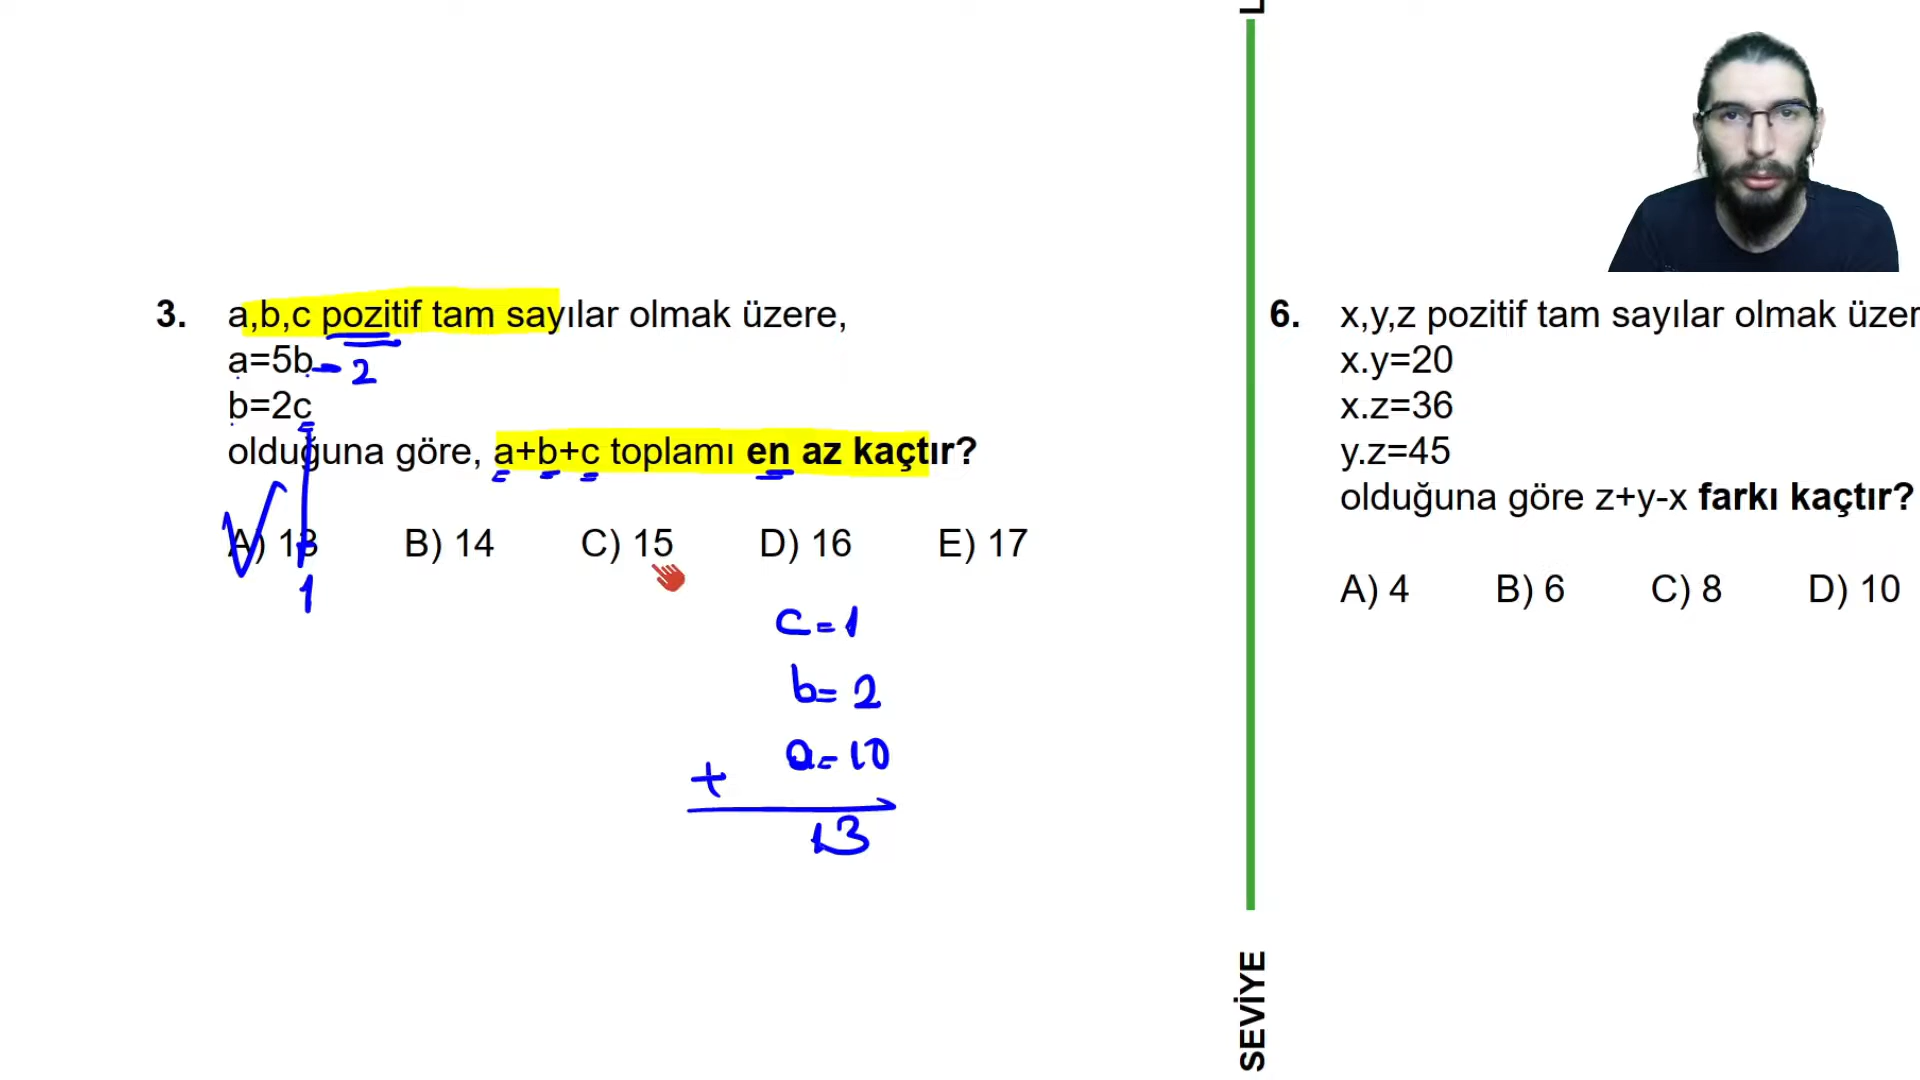 3. a,b,c pozitif tam sayılar olmak üzere,
a=5b - 2
b=2c
olduğuna göre, a+b+c toplamı en az kaçtır?
A) 13 B) 14 C) 15 D) 16 E) 17
1
c=1
b=2
a=10
+
13
SEVİYE
6. x,y,z pozitif tam sayılar olmak üzer
x.y=20
x.z=36
y.z=45
olduğuna göre z+y-x farkı kaçtır?
A) 4 B) 6 C) 8 D) 10